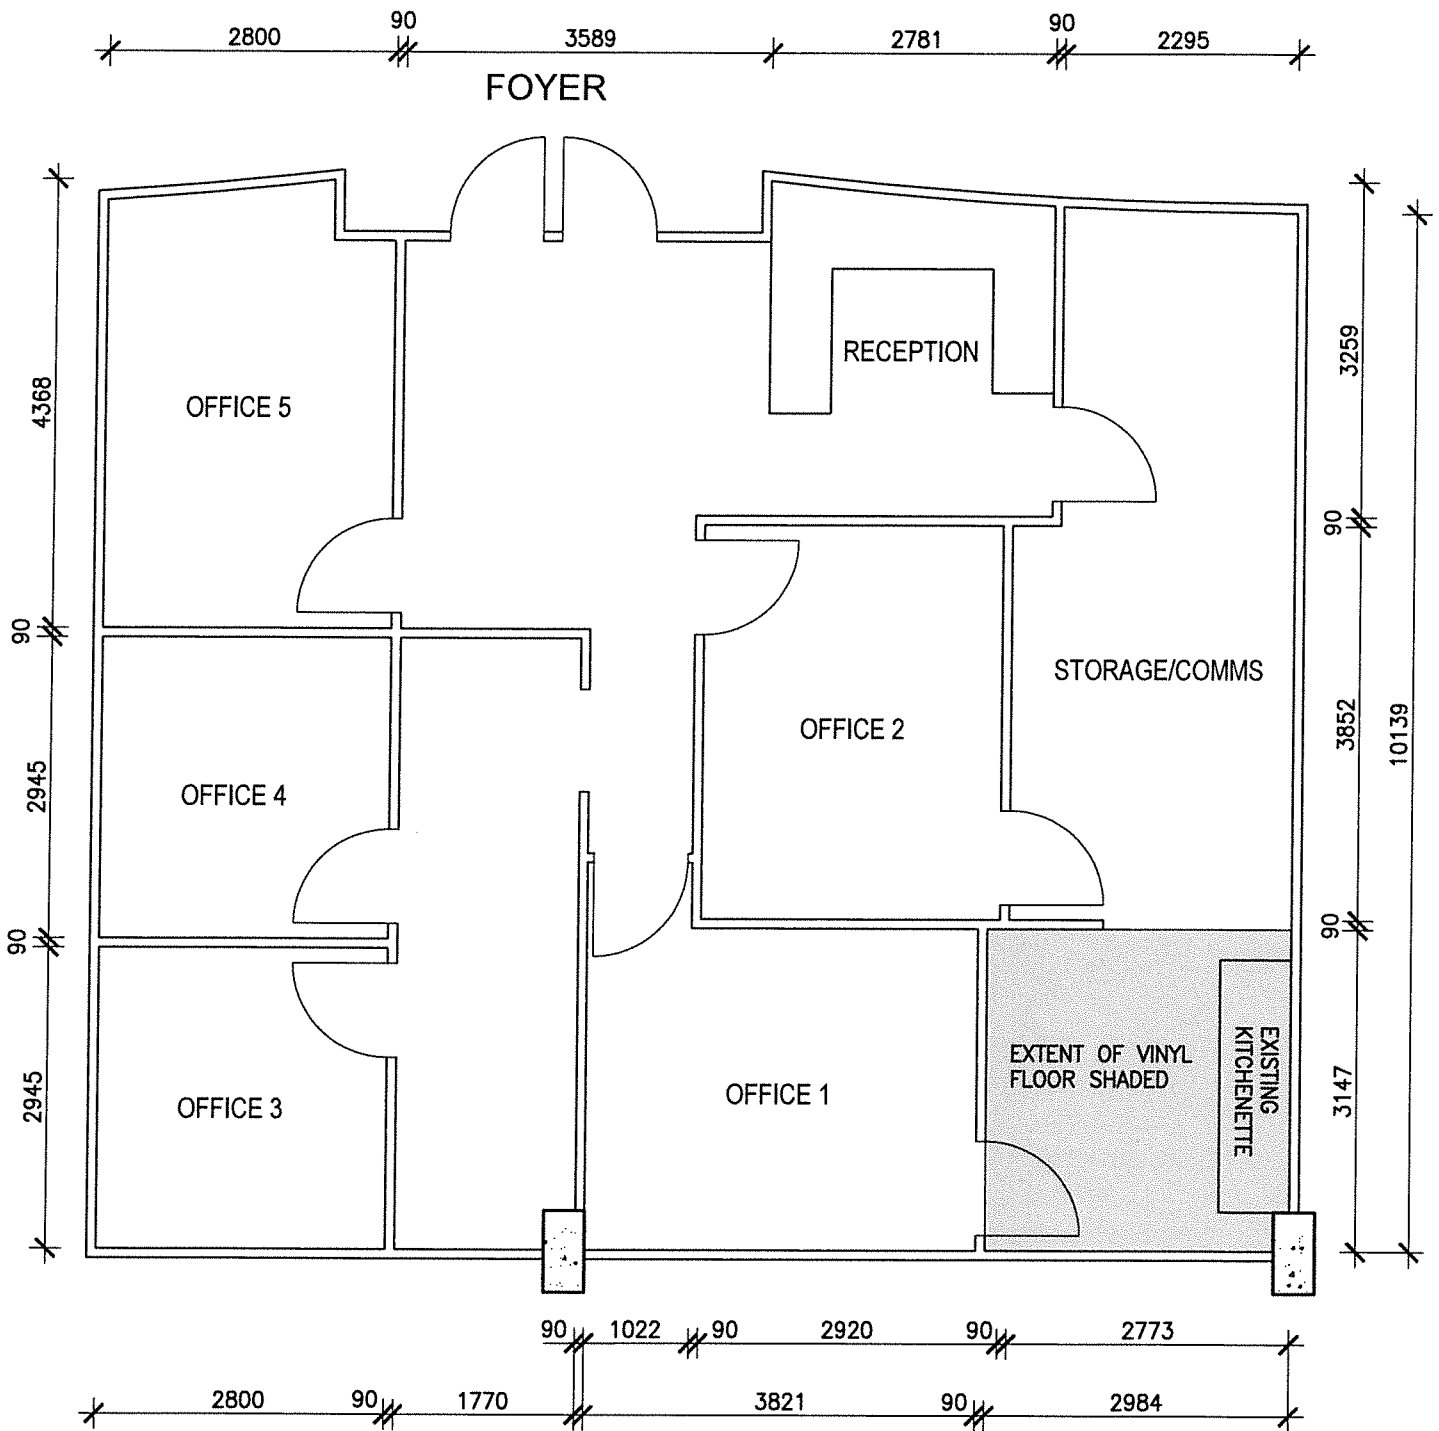 90
90
2800
3589
2781
2295
FOYER
3259
RECEPTION
4368
OFFICE 5
90
90
STORAGE/COMMS
OFFICE 2
3852
10139
2945
OFFICE 4
90
90
EXTENT OF VINYL
FLOOR SHADED
EXISTING
KITCHENETTE
2945
OFFICE 3
OFFICE 1
3147
90
1022
90
2920
90
2773
2800
90
1770
3821
90
2984